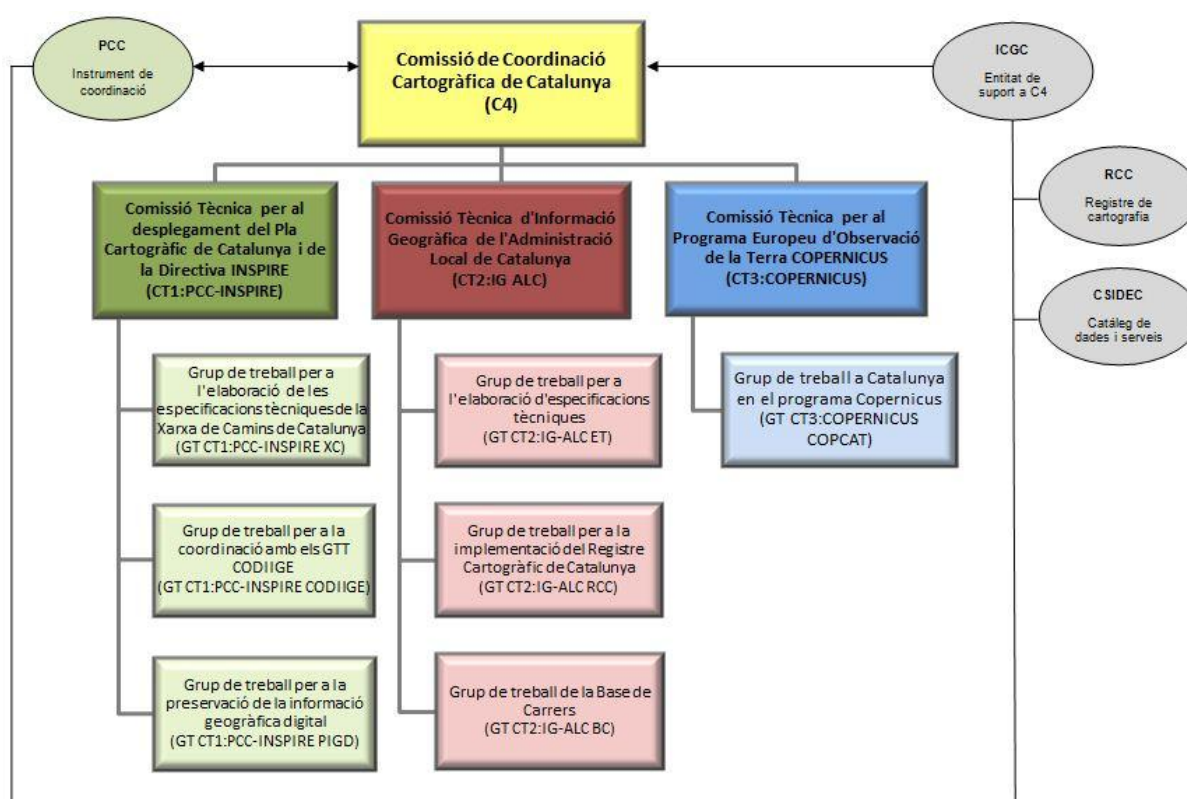 PCC
Instrument de
coordinació
Comissió de Coordinació
Cartogràfica de Catalunya
(C4)
ICGC
Entitat de
suport a C4
RCC
Registre de
cartografia
CSIDEC
Catáleg de
dades i serveis
Comissió Tècnica per al
desplegament del Pla
Cartogràfic de Catalunya i de
la Directiva INSPIRE
(CT1:PCC-INSPIRE)
Comissió Tècnica d'Informació
Geogràfica de l'Administració
Local de Catalunya
(CT2:IG ALC)
Comissió Tècnica per al
Programa Europeu d'Observació
de la Terra COPERNICUS
(CT3:COPERNICUS)
Grup de treball per a
l'elaboració de les
especificacions tècniques de la
Xarxa de Camins de Catalunya
(GT CT1:PCC-INSPIRE XC)
Grup de treball per a la
coordinació amb els GTT
CODIIGE
(GT CT1:PCC-INSPIRE CODIIGE)
Grup de treball per a la
preservació de la informació
geogràfica digital
(GT CT1:PCC-INSPIRE PIGD)
Grup de treball per a
l'elaboració d'especificacions
tècniques
(GT CT2:IG-ALC ET)
Grup de treball per a la
implementació del Registre
Cartogràfic de Catalunya
(GT CT2:IG-ALC RCC)
Grup de treball de la Base de
Carrers
(GT CT2:IG-ALC BC)
Grup de treball a Catalunya
en el programa Copernicus
(GT CT3:COPERNICUS
COPCAT)